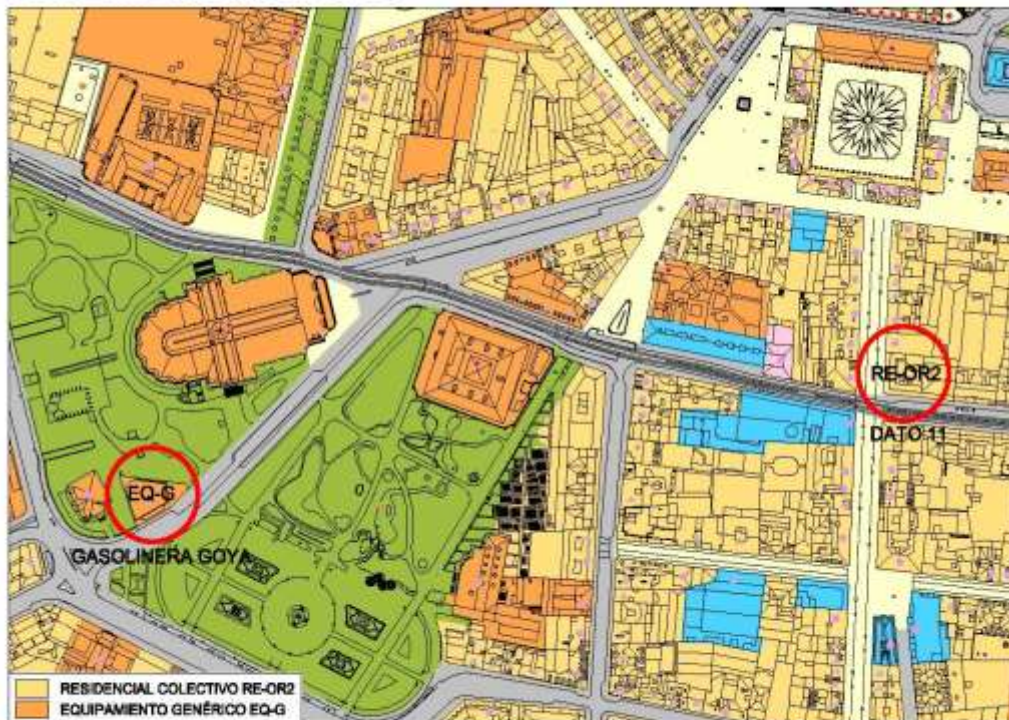 RE-OR2
DATO 11
EQ-G
GASOLINERA GOYA
RESIDENCIAL COLECTIVO RE-OR2
EQUIPAMIENTO GENÉRICO EQ-G